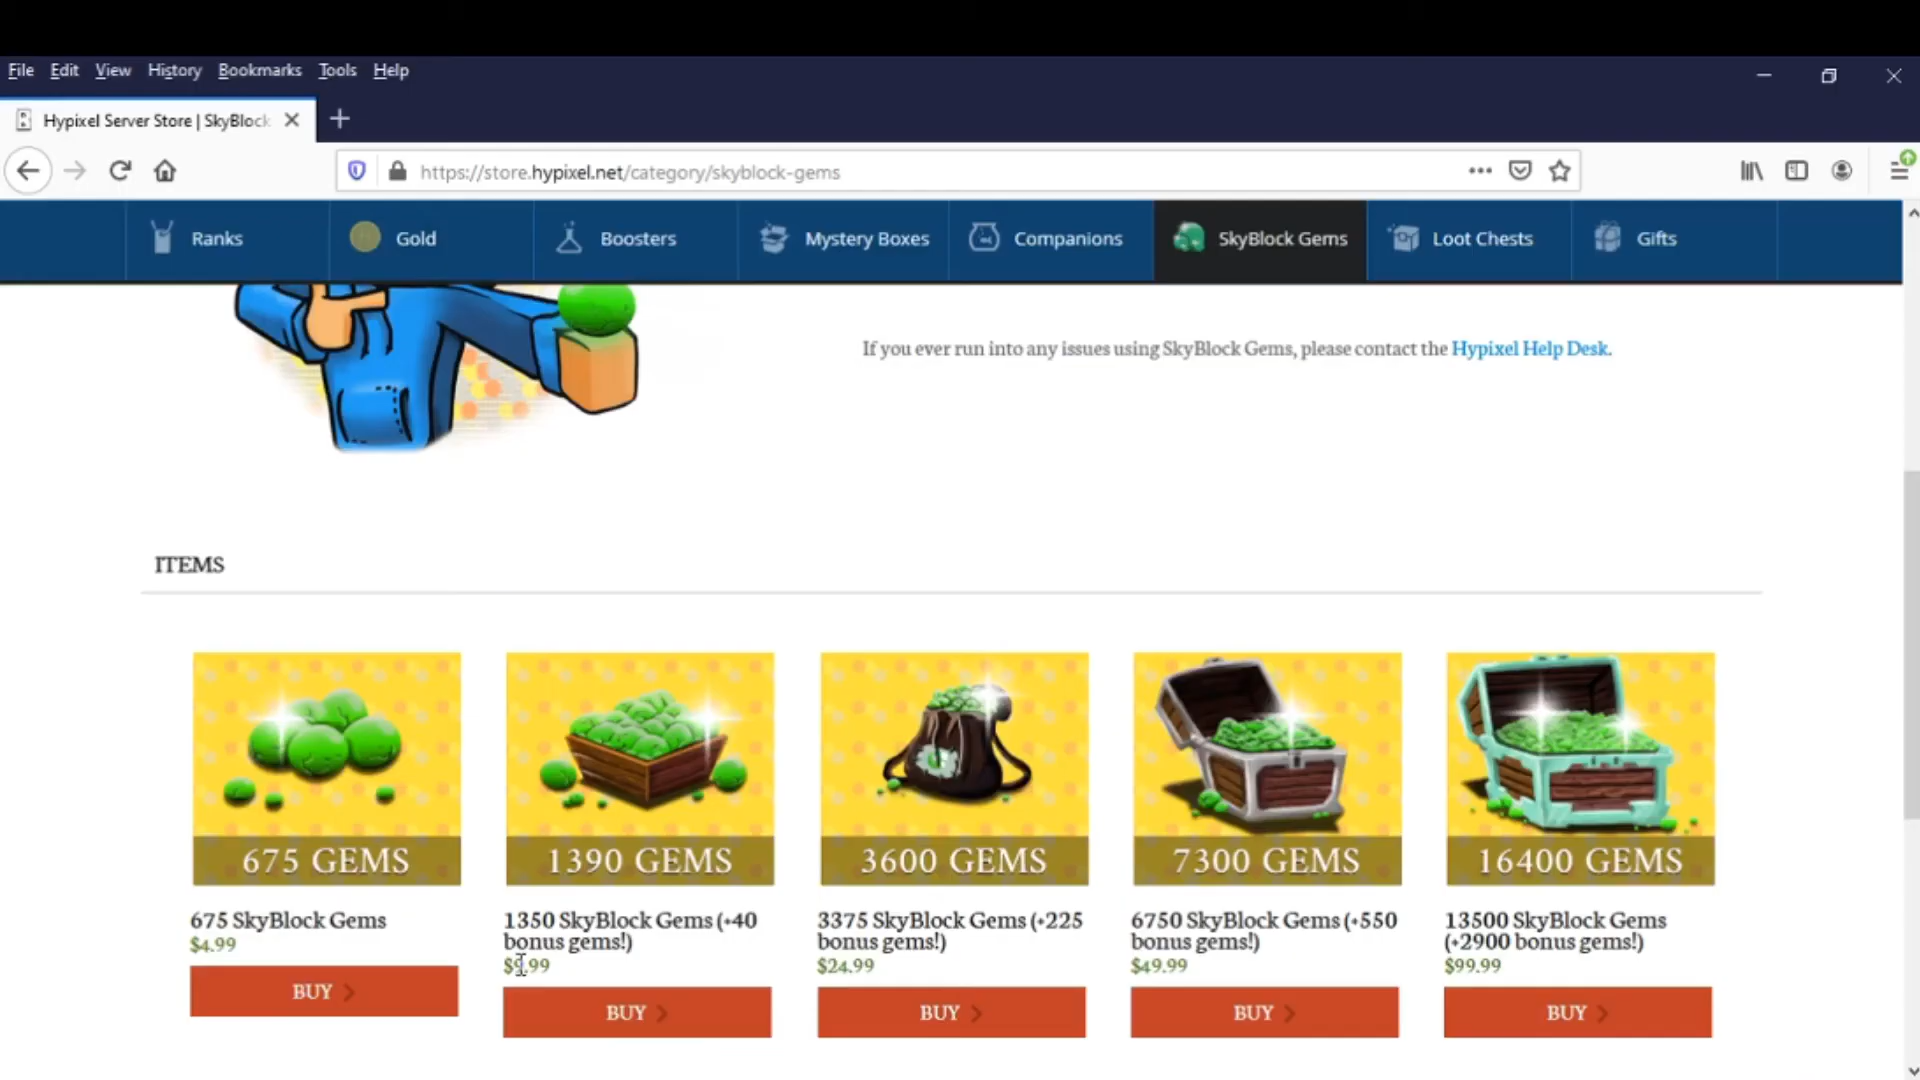 File Edit View History Bookmarks Tools Help
Hypixel Server Store | SkyBlock
https://store.hypixel.net/category/skyblock-gems
Ranks
Gold
Boosters
Mystery Boxes
Companions
SkyBlock Gems
Loot Chests
Gifts
If you ever run into any issues using SkyBlock Gems, please contact the Hypixel Help Desk.
ITEMS
675 GEMS
1390 GEMS
3600 GEMS
7300 GEMS
16400 GEMS
675 SkyBlock Gems
$4.99
BUY
1350 SkyBlock Gems (+40
bonus gems!)
$9.99
BUY
3375 SkyBlock Gems (+225
bonus gems!)
$24.99
BUY
6750 SkyBlock Gems (+550
bonus gems!)
$49.99
BUY
13500 SkyBlock Gems
(+2900 bonus gems!)
$99.99
BUY